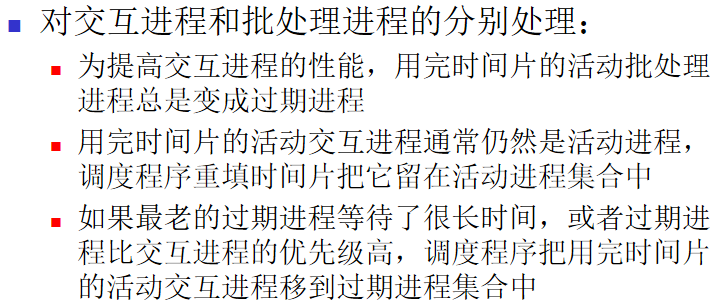 对交互进程和批处理进程的分别处理：
为提高交互进程的性能，用完时间片的活动批处理
进程总是变成过期进程
用完时间片的活动交互进程通常仍然是活动进程，
调度程序重填时间片把它留在活动进程集合中
如果最老的过期进程等待了很长时间，或者过期进
程比交互进程的优先级高，调度程序把用完时间片
的活动交互进程移到过期进程集合中